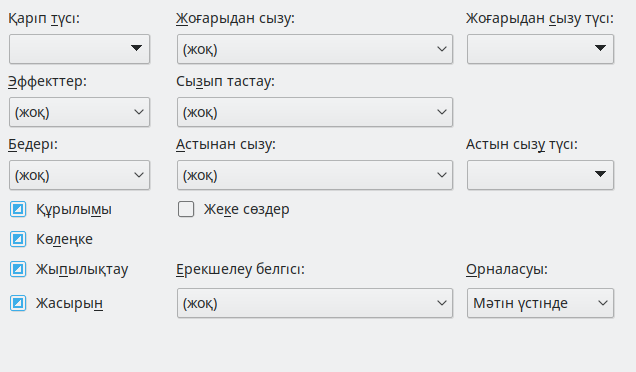 Қаріп түсі:
Жоғарыдан сызу:
Жоғарыдан сызу түсі:
(жоқ)
Эффекттер:
Сызып тастау:
(жоқ)
(жоқ)
Бедері:
Астынан сызу:
Астын сызу түсі:
(жоқ)
(жоқ)
Құрылымы
Жеке сөздер
Көлеңке
Жыпылықтау
Ерекшелеу белгісі:
Орналасуы:
Жасырын
(жоқ)
Мәтін үстінде